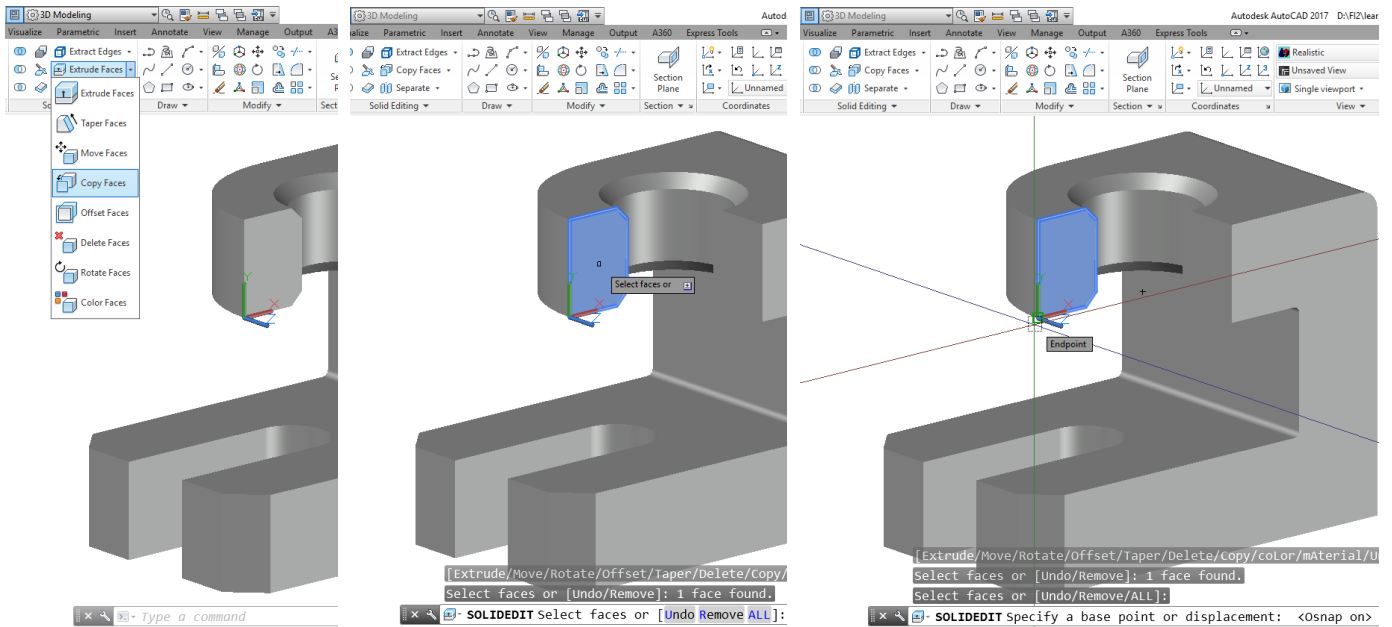 3D Modeling
Visualize Parametric Insert Annotate View Manage Output A3
Extract Edges
Extrude Faces
Extrude Faces
Taper Faces
Move Faces
Copy Faces
Offset Faces
Delete Faces
Rotate Faces
Color Faces
Draw
Modify
Sect
Y
X
Z
Type a command
3D Modeling
Autod
alize Parametric Insert Annotate View Manage Output A360 Express Tools
Extract Edges
Copy Faces
Separate
Section
Plane
Unnamed
Solid Editing
Draw
Modify
Section
Coordinates
Select faces or
X
Z
[Extrude/Move/Rotate/Offset/Taper/Delete/Copy/
Select faces or [Undo/Remove]: 1 face found.
SOLIDEDIT Select faces or [Undo Remove ALL]:
3D Modeling
Autodesk AutoCAD 2017 D:\FI2\lear
Visualize Parametric Insert Annotate View Manage Output A360 Express Tools
Extract Edges
Copy Faces
Separate
Section
Plane
Unnamed
Realistic
Unsaved View
Single viewport
Solid Editing
Draw
Modify
Section
Coordinates
View
Y
X
Z
Endpoint
[Extrude/Move/Rotate/Offset/Taper/Delete/Copy/coLor/mAterial/U
Select faces or [Undo/Remove]: 1 face found.
Select faces or [Undo/Remove/ALL]:
SOLIDEDIT Specify a base point or displacement: <Osnap on>